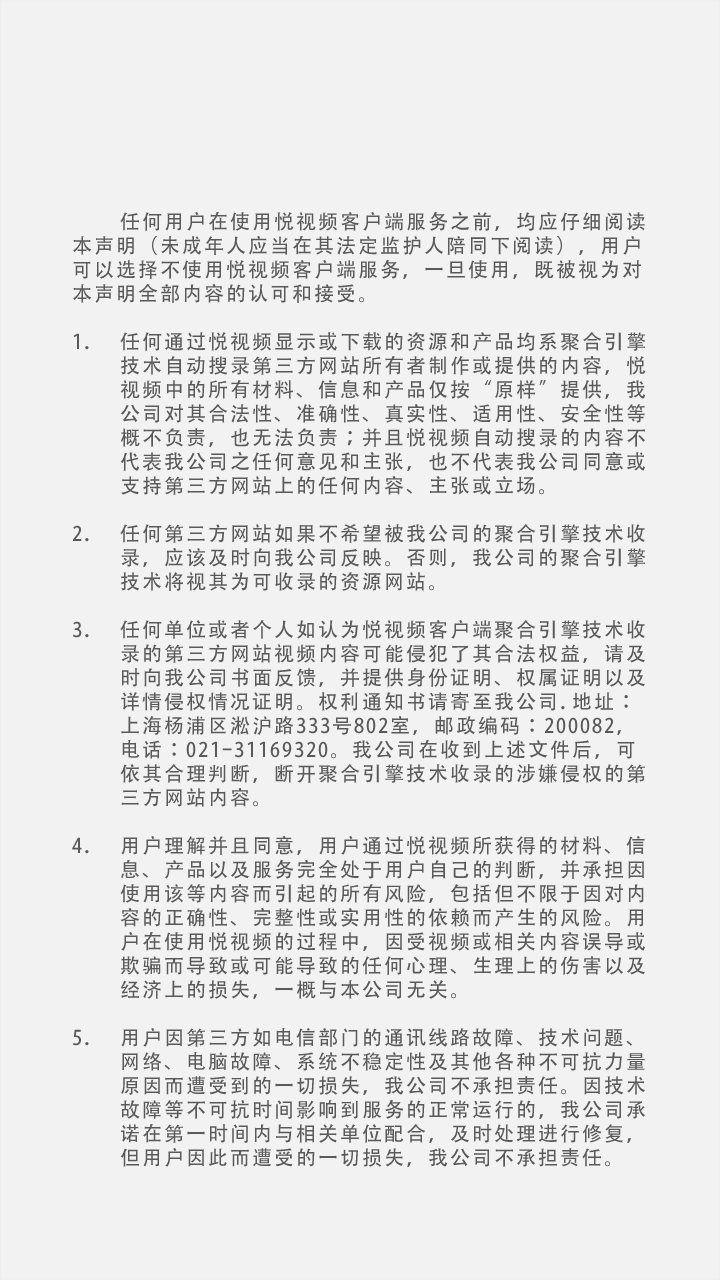 任何用户在使用悦视频客户端服务之前，均应仔细阅读
本声明（未成年人应当在其法定监护人陪同下阅读），用户
可以选择不使用悦视频客户端服务，一旦使用，既被视为对
本声明全部内容的认可和接受。
1. 任何通过悦视频显示或下载的资源和产品均系聚合引擎
技术自动搜录第三方网站所有者制作或提供的内容，悦
视频中的所有材料、信息和产品仅按“原样”提供，我
公司对其合法性、准确性、真实性、适用性、安全性等
概不负责，也无法负责；并且悦视频自动搜录的内容不
代表我公司之任何意见和主张，也不代表我公司同意或
支持第三方网站上的任何内容、主张或立场。
2. 任何第三方网站如果不希望被我公司的聚合引擎技术收
录，应该及时向我公司反映。否则，我公司的聚合引擎
技术将视其为可收录的资源网站。
3. 任何单位或者个人如认为悦视频客户端聚合引擎技术收
录的第三方网站视频内容可能侵犯了其合法权益，请及
时向我公司书面反馈，并提供身份证明、权属证明以及
详情侵权情况证明。权利通知书请寄至我公司.地址：
上海杨浦区淞沪路333号802室，邮政编码：200082，
电话：021-31169320。我公司在收到上述文件后，可
依其合理判断，断开聚合引擎技术收录的涉嫌侵权的第
三方网站内容。
4. 用户理解并且同意，用户通过悦视频所获得的材料、信
息、产品以及服务完全处于用户自己的判断，并承担因
使用该等内容而引起的所有风险，包括但不限于因对内
容的正确性、完整性或实用性的依赖而产生的风险。用
户在使用悦视频的过程中，因受视频或相关内容误导或
欺骗而导致或可能导致的任何心理、生理上的伤害以及
经济上的损失，一概与本公司无关。
5. 用户因第三方如电信部门的通讯线路故障、技术问题、
网络、电脑故障、系统不稳定性及其他各种不可抗力量
原因而遭受到的一切损失，我公司不承担责任。因技术
故障等不可抗时间影响到服务的正常运行的，我公司承
诺在第一时间内与相关单位配合，及时处理进行修复，
但用户因此而遭受的一切损失，我公司不承担责任。